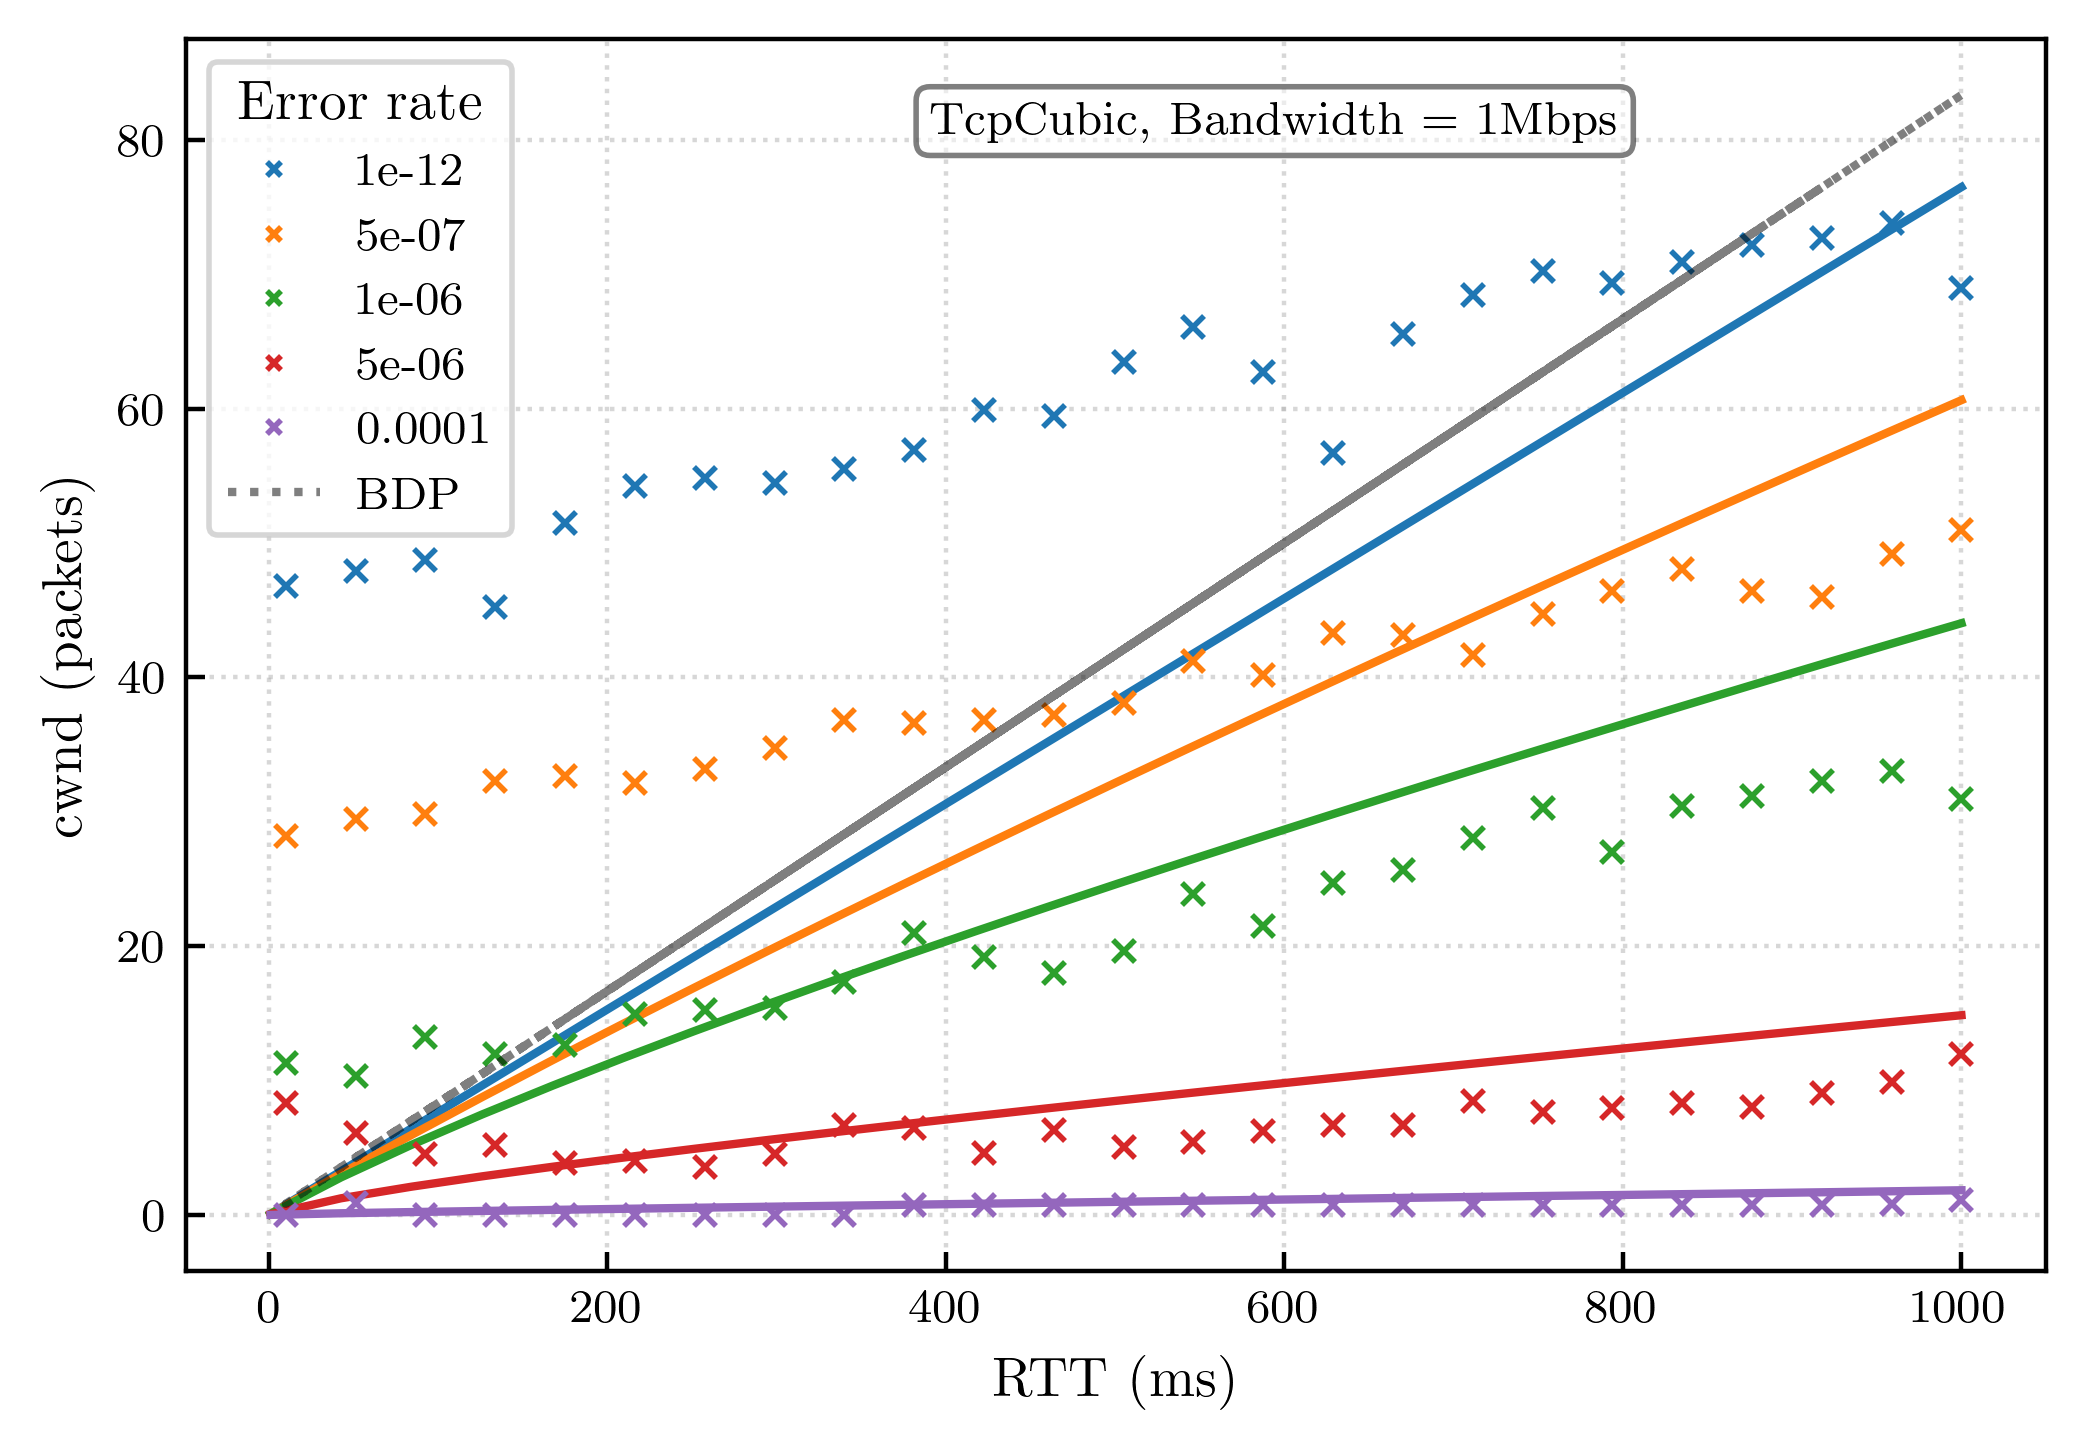 Error rate
1e-12
5e-07
1e-06
5e-06
0.0001
BDP
TcpCubic, Bandwidth = 1Mbps
cwnd (packets)
80
60
40
20
0
0 200 400 600 800 1000
RTT (ms)